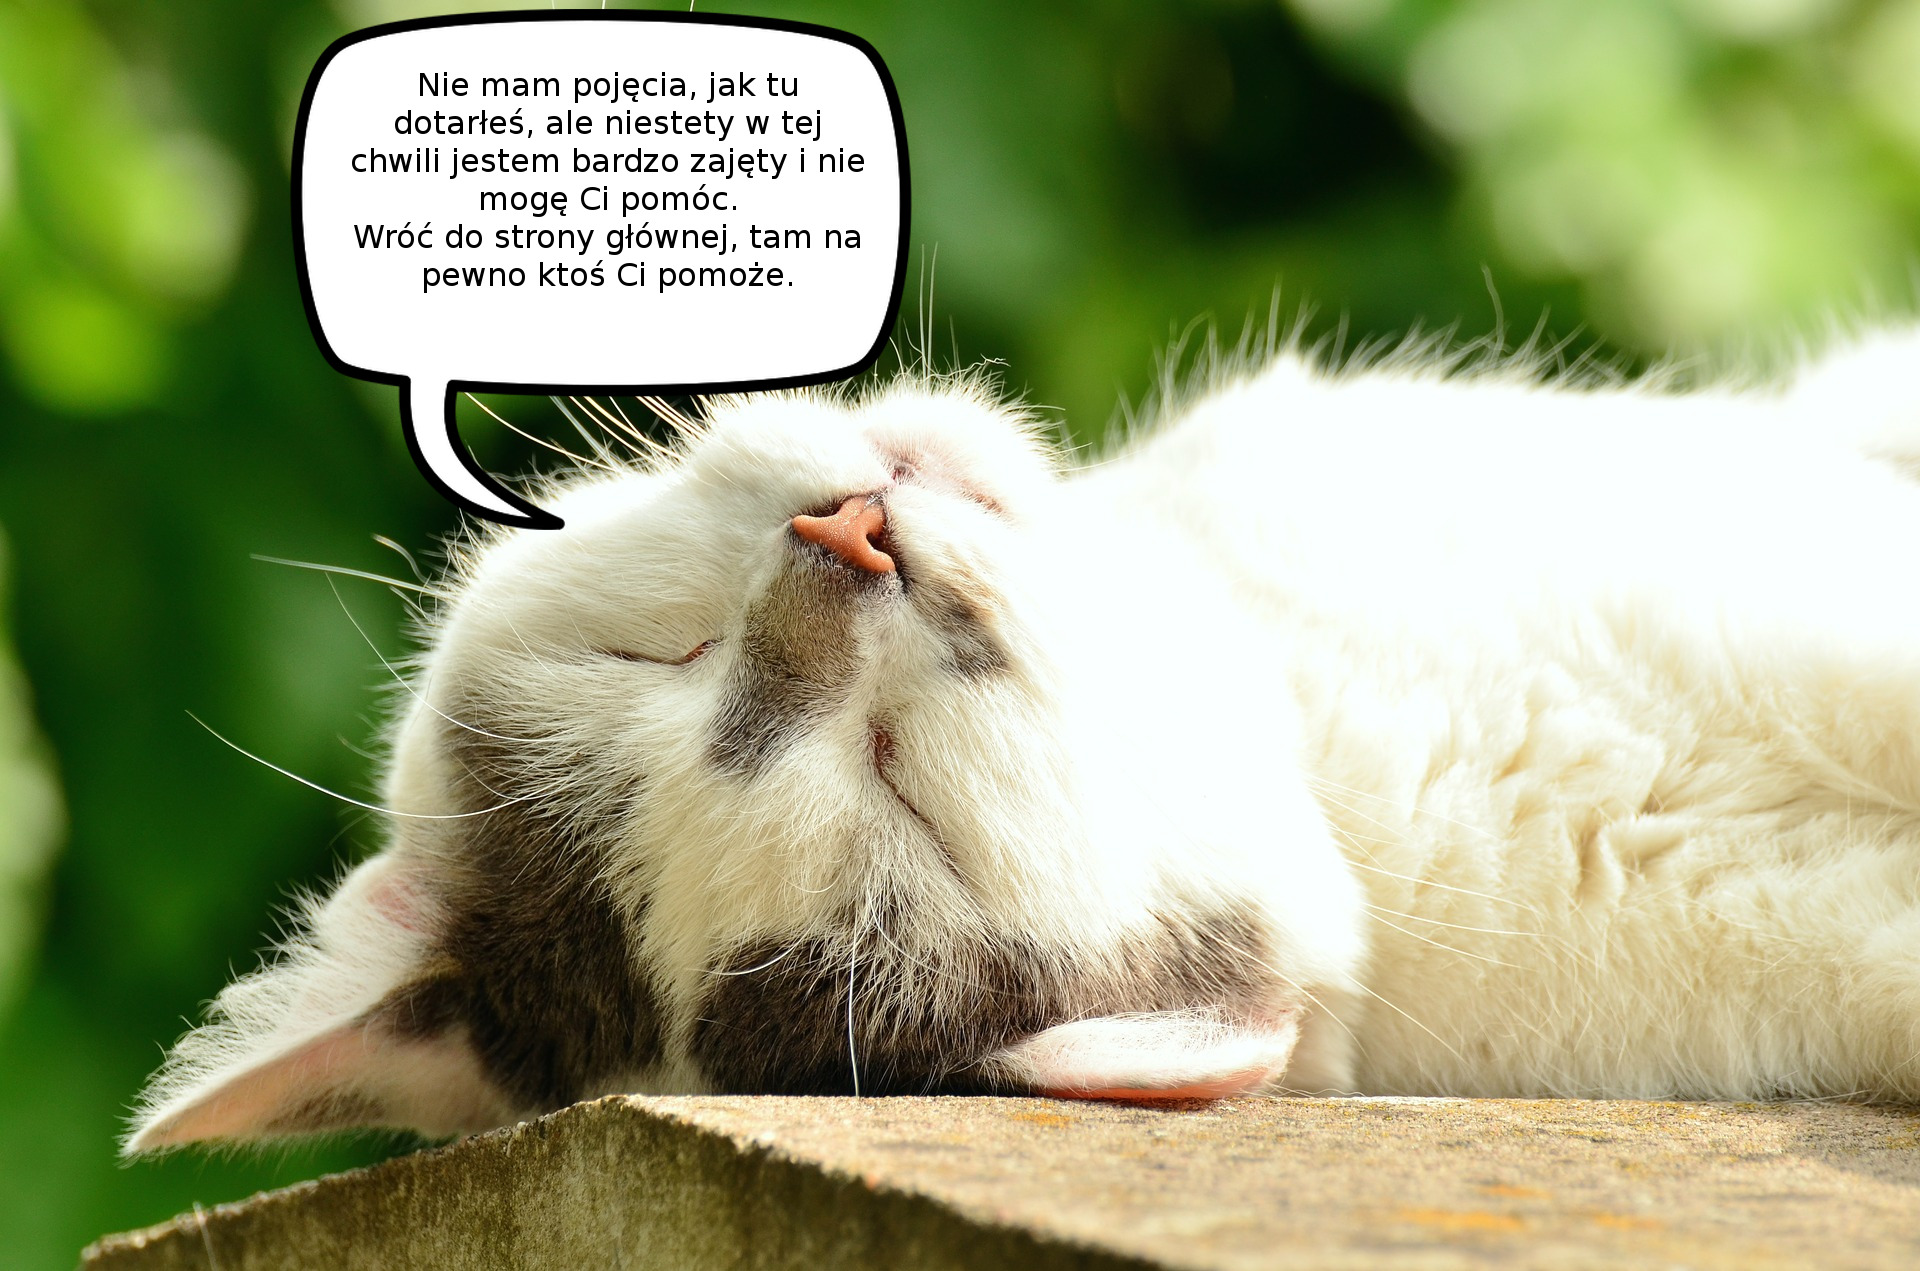 Nie mam pojęcia, jak tu
dotarłeś, ale niestety w tej
chwili jestem bardzo zajęty i nie
mogę Ci pomóc.
Wróć do strony głównej, tam na
pewno ktoś Ci pomoże.